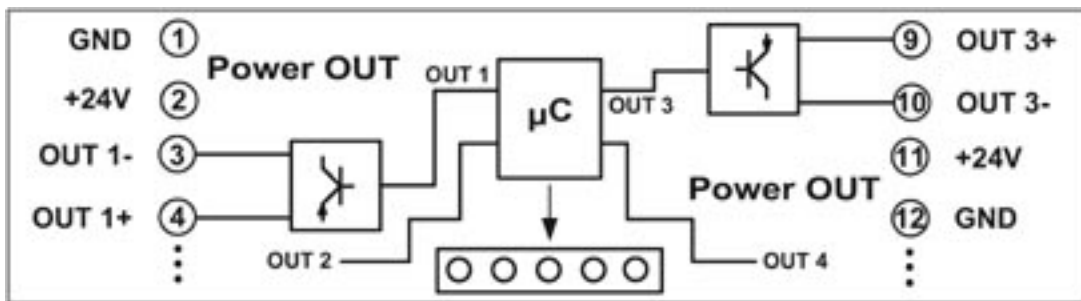 GND 1
Power OUT
+24V 2
OUT 1- 3
OUT 1+ 4
OUT 1
OUT 2
µC
OUT 3
OUT 4
9 OUT 3+
10 OUT 3-
11 +24V
Power OUT
12 GND